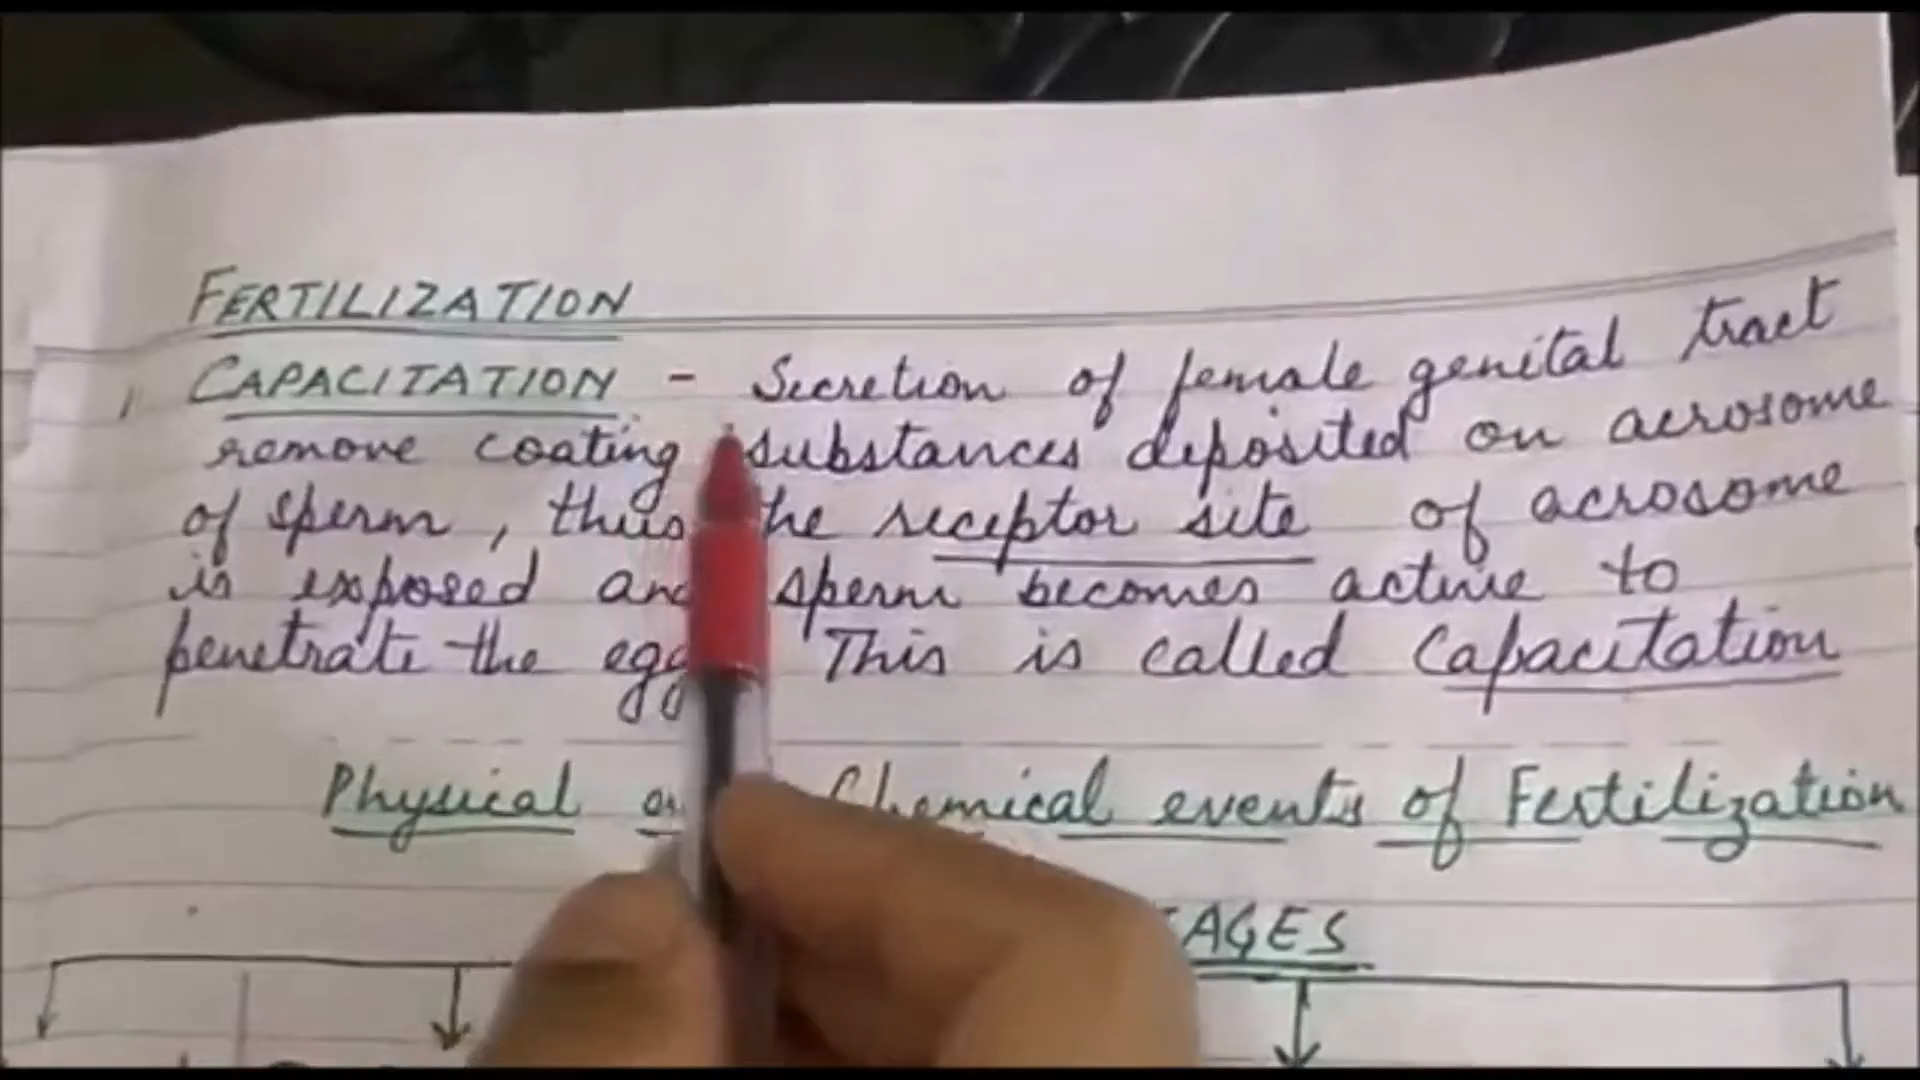 FERTILIZATION
1, CAPACITATION - Secretion of female genital tract
remove coating substances deposited on acrosome
of sperm, thus the receptor site of acrosome
is exposed and sperm becomes active to
penetrate the egg This is called Capacitation
Physical Chemical events of Fertilization
AGES